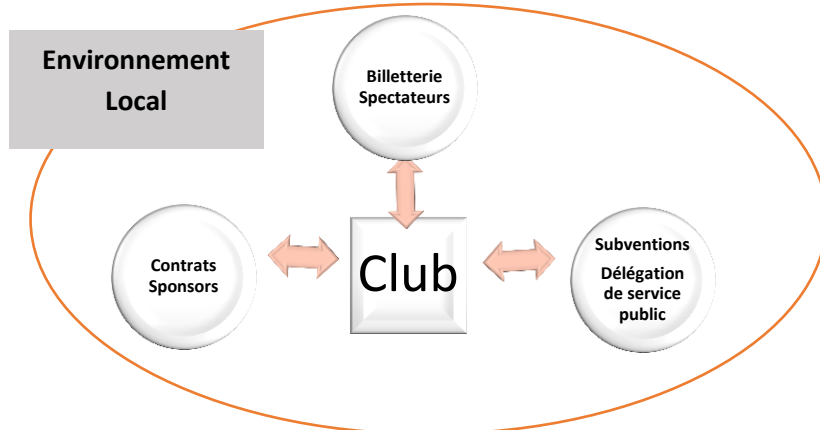 Environnement
Local
Billetterie
Spectateurs
Contrats
Sponsors
Club
Subventions
Délégation
de service
public